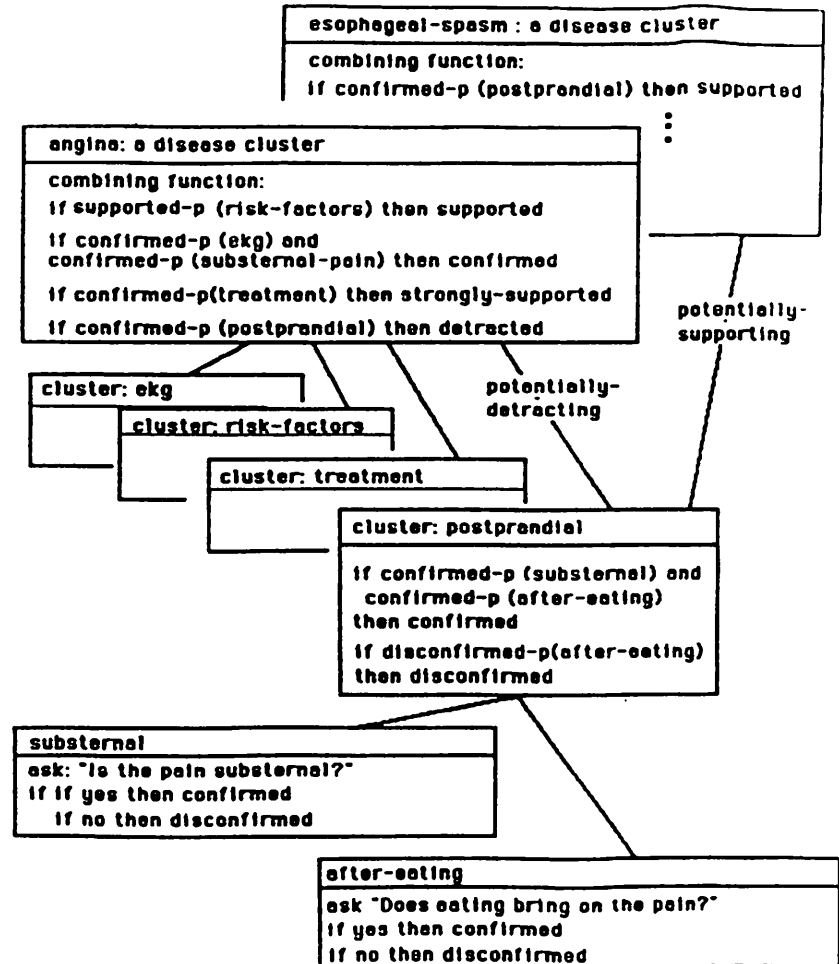 esophageal-spasm : a disease cluster
combining function:
if confirmed-p (postprandial) then supported
angina: a disease cluster
combining function:
if supported-p (risk-factors) then supported
if confirmed-p (ekg) and
confirmed-p (substernal-pain) then confirmed
if confirmed-p(treatment) then strongly-supported
if confirmed-p (postprandial) then detracted
potentially-
supporting
potentially-
detracting
cluster: ekg
cluster: risk-factors
cluster: treatment
cluster: postprandial
if confirmed-p (substernal) and
confirmed-p (after-eating)
then confirmed
if disconfirmed-p(after-eating)
then disconfirmed
substernal
ask: "Is the pain substernal?"
if if yes then confirmed
if no then disconfirmed
after-eating
ask "Does eating bring on the pain?"
if yes then confirmed
if no then disconfirmed